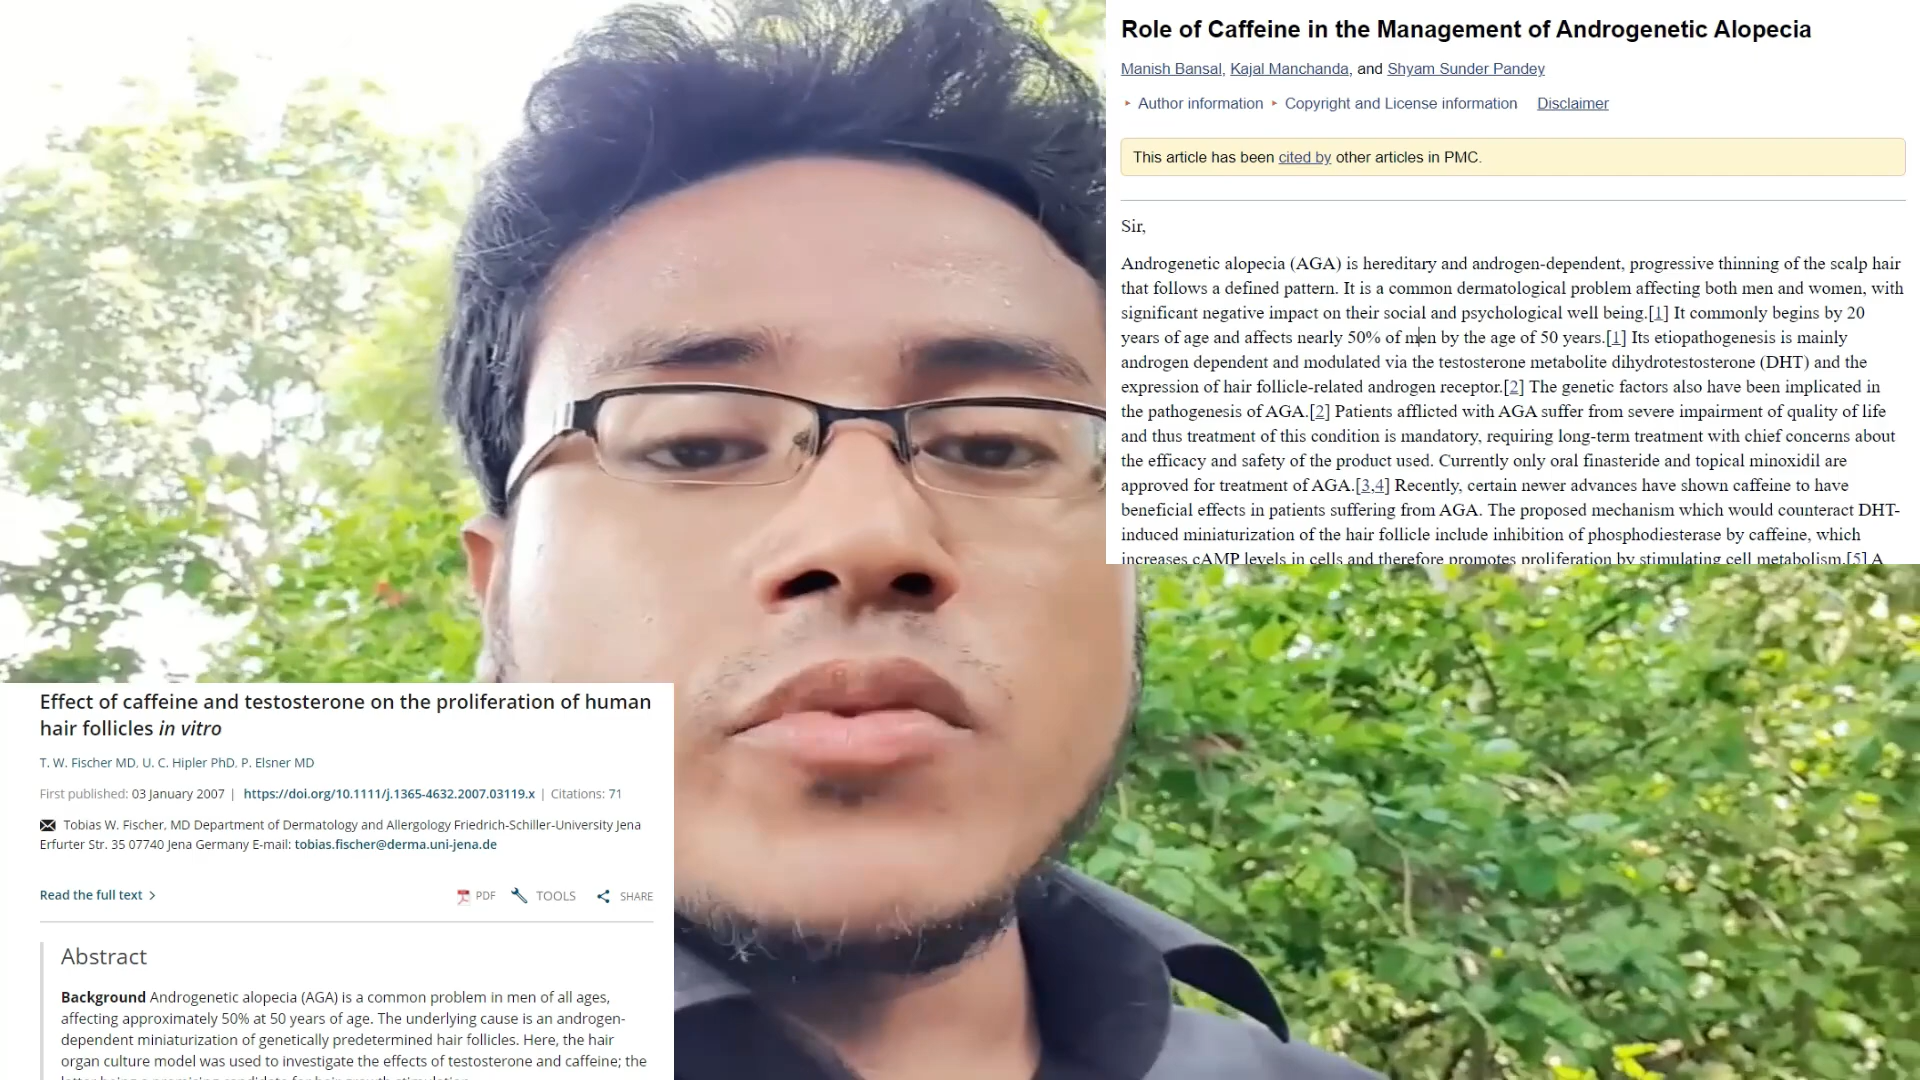 Role of Caffeine in the Management of Androgenetic Alopecia
Manish Bansal, Kajal Manchanda, and Shyam Sunder Pandey
▸ Author information ▸ Copyright and License information Disclaimer
This article has been cited by other articles in PMC.
Sir,
Androgenetic alopecia (AGA) is hereditary and androgen-dependent, progressive thinning of the scalp hair
that follows a defined pattern. It is a common dermatological problem affecting both men and women, with
significant negative impact on their social and psychological well being.[1] It commonly begins by 20
years of age and affects nearly 50% of men by the age of 50 years.[1] Its etiopathogenesis is mainly
androgen dependent and modulated via the testosterone metabolite dihydrotestosterone (DHT) and the
expression of hair follicle-related androgen receptor.[2] The genetic factors also have been implicated in
the pathogenesis of AGA.[2] Patients afflicted with AGA suffer from severe impairment of quality of life
and thus treatment of this condition is mandatory, requiring long-term treatment with chief concerns about
the efficacy and safety of the product used. Currently only oral finasteride and topical minoxidil are
approved for treatment of AGA.[3,4] Recently, certain newer advances have shown caffeine to have
beneficial effects in patients suffering from AGA. The proposed mechanism which would counteract DHT-
induced miniaturization of the hair follicle include inhibition of phosphodiesterase by caffeine, which
increases cAMP levels in cells and therefore promotes proliferation by stimulating cell metabolism.[5] A
Effect of caffeine and testosterone on the proliferation of human
hair follicles in vitro
T. W. Fischer MD, U. C. Hipler PhD, P. Elsner MD
First published: 03 January 2007 | https://doi.org/10.1111/j.1365-4632.2007.03119.x | Citations: 71
Tobias W. Fischer, MD Department of Dermatology and Allergology Friedrich-Schiller-University Jena
Erfurter Str. 35 07740 Jena Germany E-mail: tobias.fischer@derma.uni-jena.de
Read the full text > PDF TOOLS SHARE
Abstract
Background Androgenetic alopecia (AGA) is a common problem in men of all ages,
affecting approximately 50% at 50 years of age. The underlying cause is an androgen-
dependent miniaturization of genetically predetermined hair follicles. Here, the hair
organ culture model was used to investigate the effects of testosterone and caffeine; the